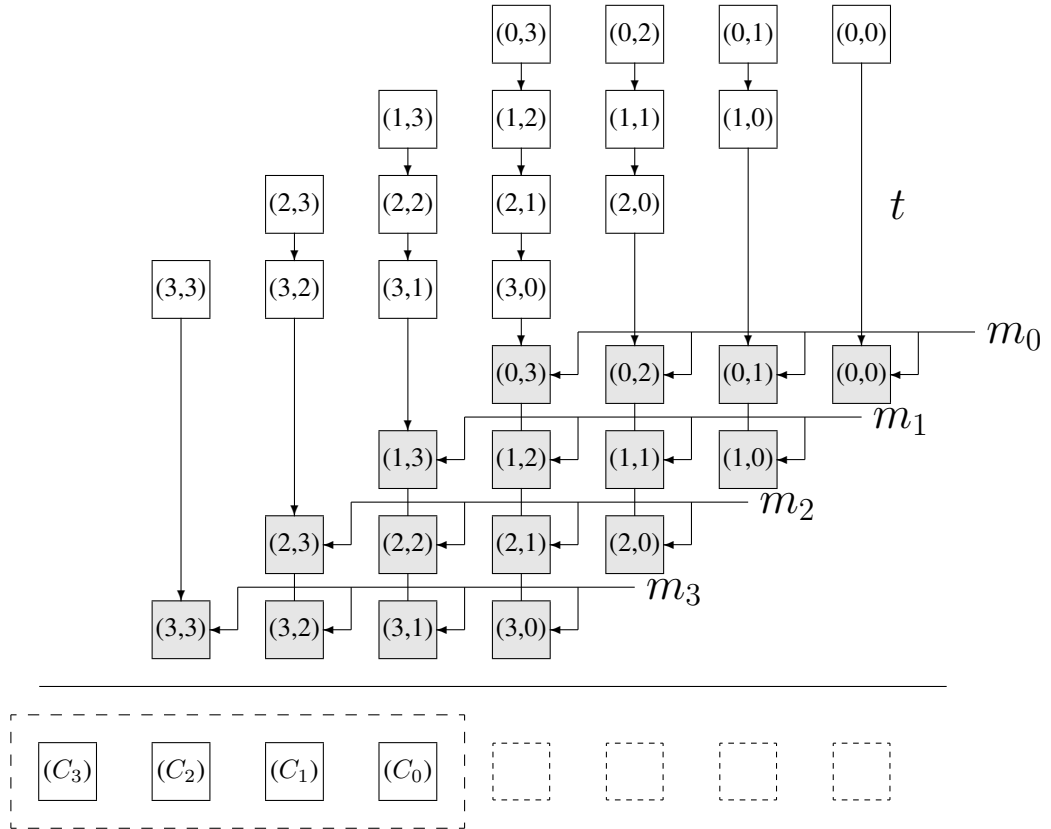 (0,3) (0,2) (0,1) (0,0)
(1,3) (1,2) (1,1) (1,0)
(2,3) (2,2) (2,1) (2,0) t
(3,3) (3,2) (3,1) (3,0)
m₀
(0,3) (0,2) (0,1) (0,0)
m₁
(1,3) (1,2) (1,1) (1,0)
m₂
(2,3) (2,2) (2,1) (2,0)
m₃
(3,3) (3,2) (3,1) (3,0)
(C₃) (C₂) (C₁) (C₀)